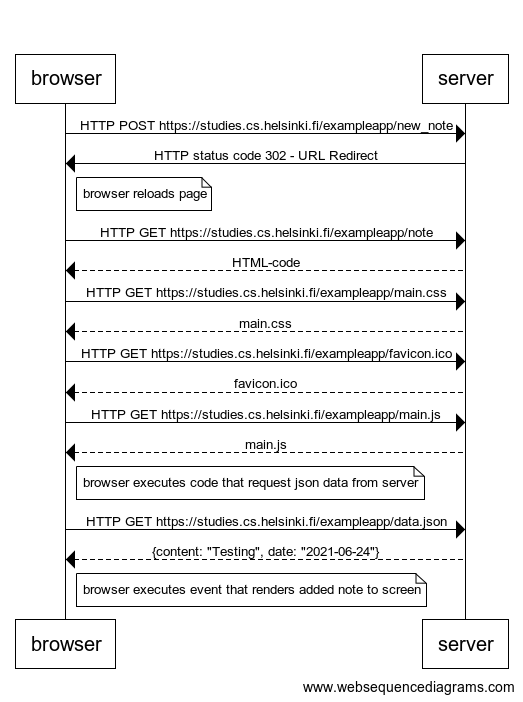 browser server
HTTP POST https://studies.cs.helsinki.fi/exampleapp/new_note
HTTP status code 302 - URL Redirect
browser reloads page
HTTP GET https://studies.cs.helsinki.fi/exampleapp/note
HTML-code
HTTP GET https://studies.cs.helsinki.fi/exampleapp/main.css
main.css
HTTP GET https://studies.cs.helsinki.fi/exampleapp/favicon.ico
favicon.ico
HTTP GET https://studies.cs.helsinki.fi/exampleapp/main.js
main.js
browser executes code that request json data from server
HTTP GET https://studies.cs.helsinki.fi/exampleapp/data.json
{content: "Testing", date: "2021-06-24"}
browser executes event that renders added note to screen
browser server
www.websequencediagrams.com